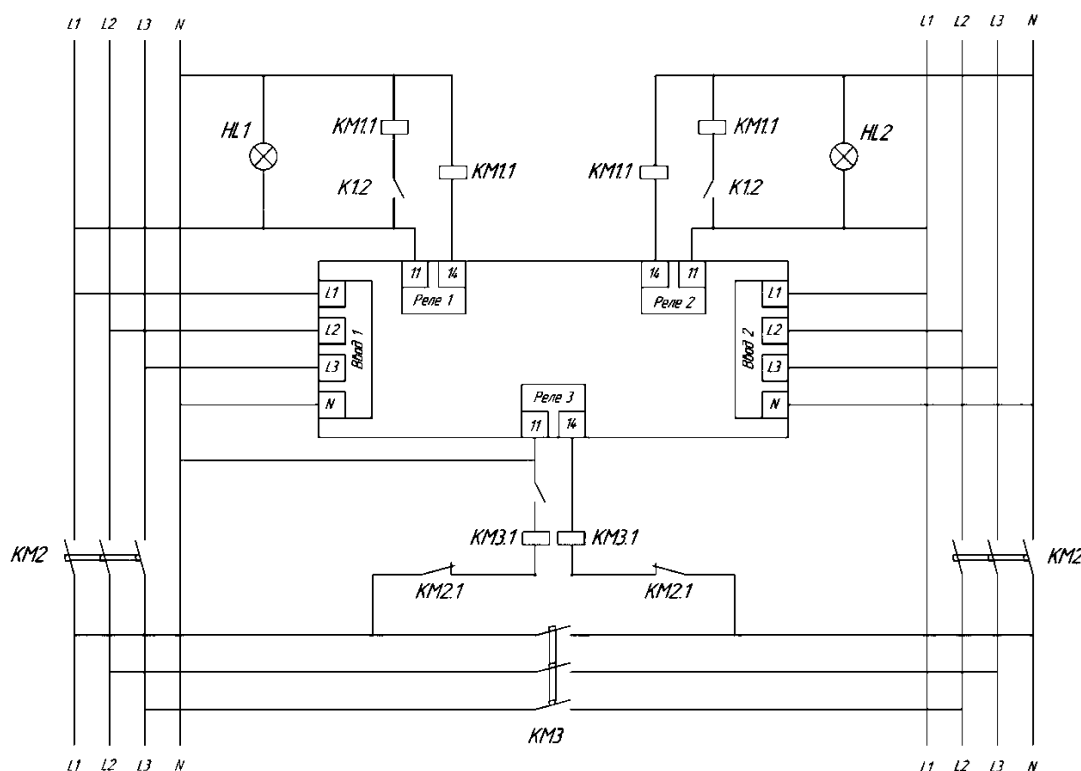 L1 L2 L3 N L1 L2 L3 N
HL1 KM1.1 KM1.1 HL2
KM1.1 KM1.1
K1.2 K1.2
11 14 14 11
Реле 1 Реле 2
L1 L1
L2 L2
Ввод 1 Ввод 2
L3 L3
N N
Реле 3
11 14
KM3.1 KM3.1
KM2 KM2
KM2.1 KM2.1
KM3
L1 L2 L3 N L1 L2 L3 N